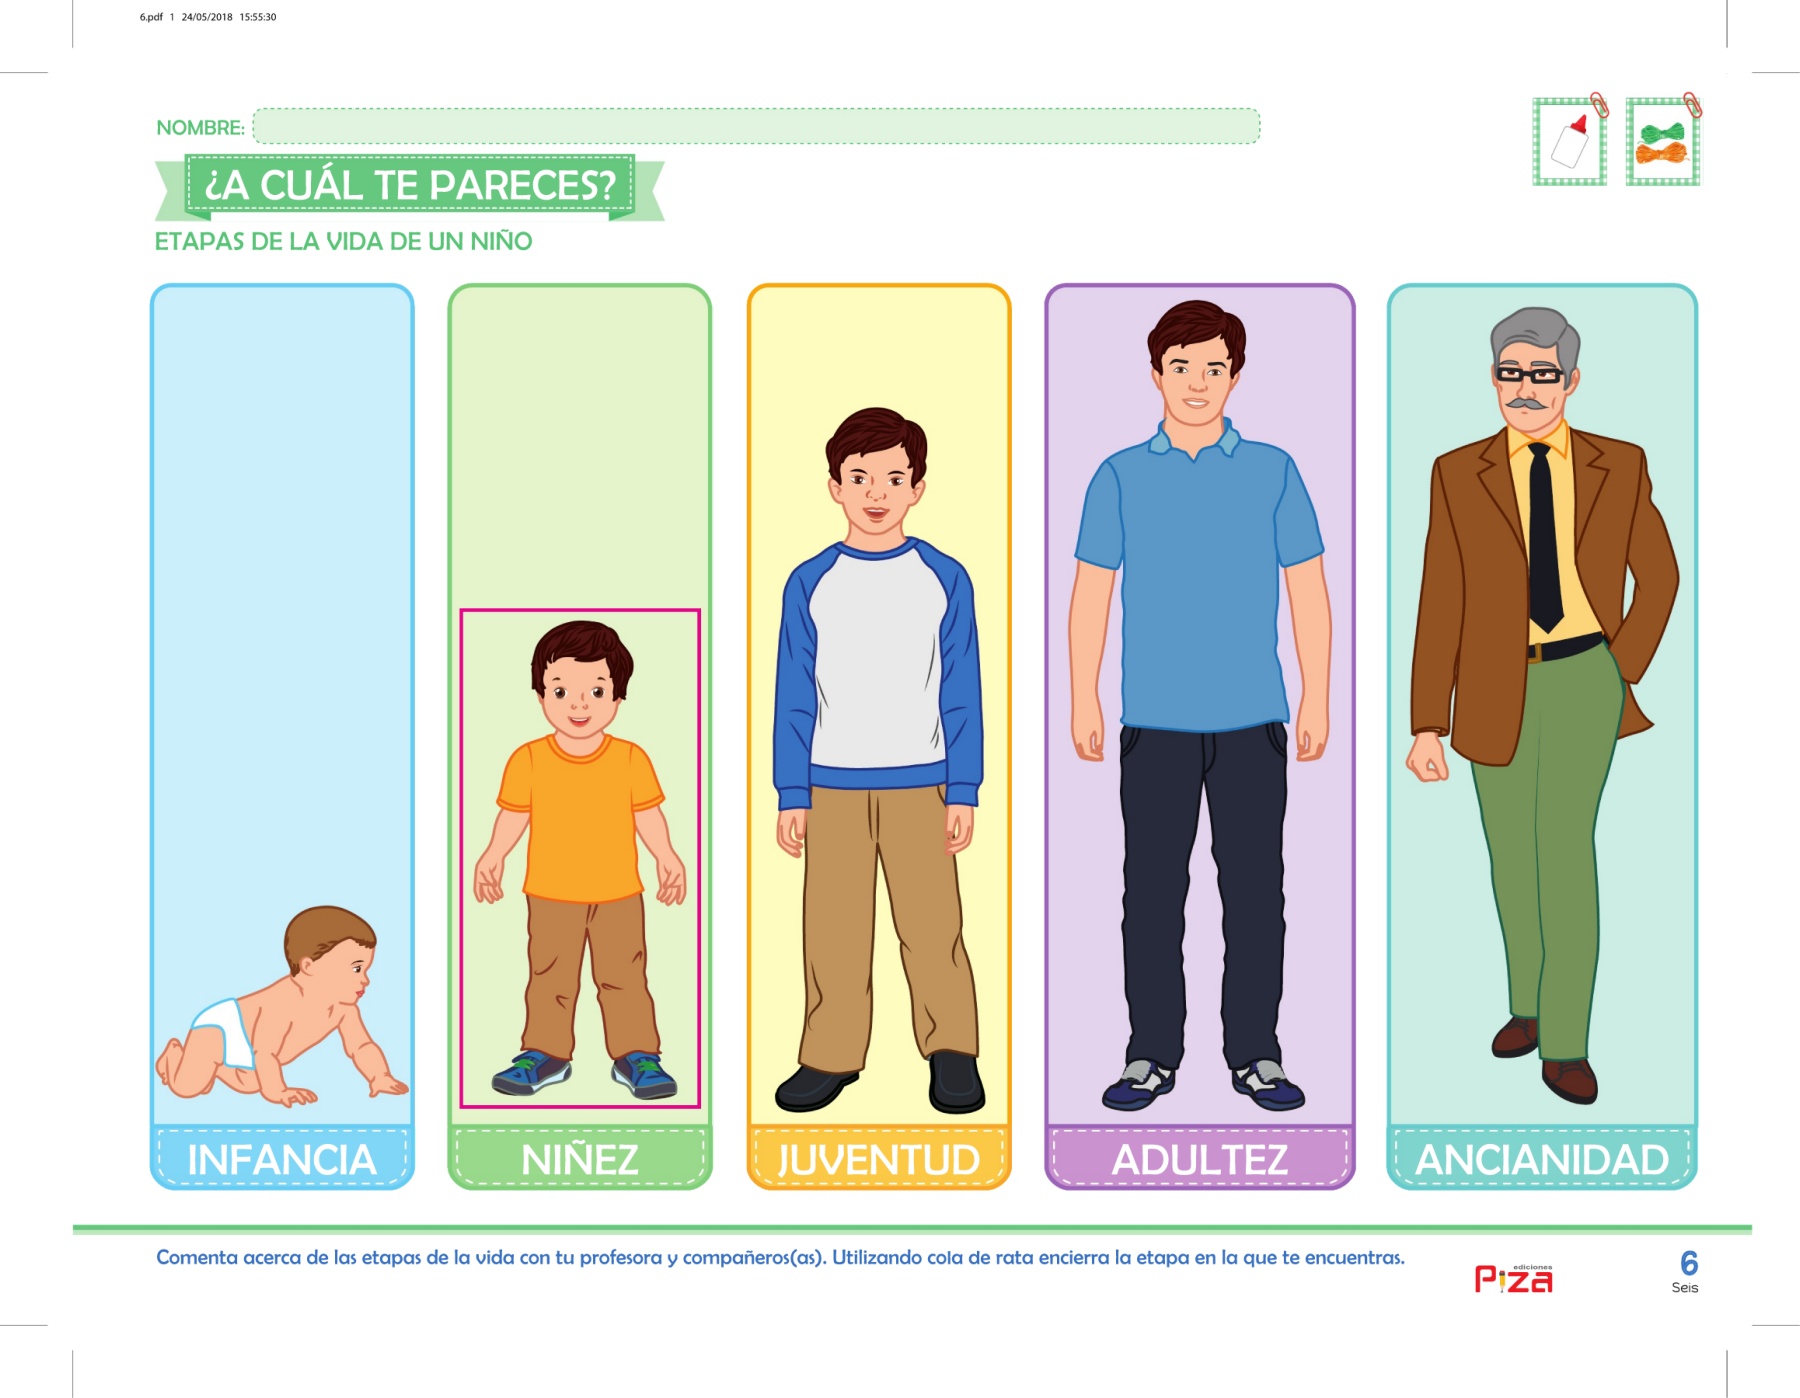 6.pdf 1 24/05/2018 15:55:30
NOMBRE:
¿A CUÁL TE PARECES?
ETAPAS DE LA VIDA DE UN NIÑO
INFANCIA
NIÑEZ
JUVENTUD
ADULTEZ
ANCIANIDAD
Comenta acerca de las etapas de la vida con tu profesora y compañeros(as). Utilizando cola de rata encierra la etapa en la que te encuentras.
ediciones
Piza
6
Seis